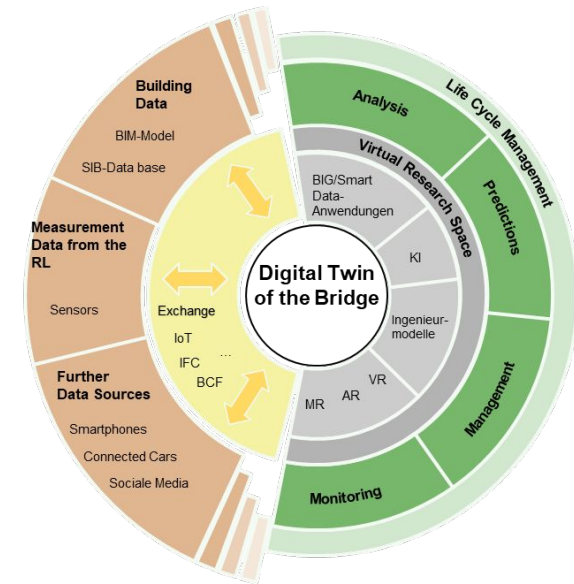 Building
Data
BIM-Model
SIB-Data base
Measurement
Data from the
RL
Sensors
Further
Data Sources
Smartphones
Connected Cars
Sociale Media
Exchange
IoT
IFC
...
BCF
Digital Twin
of the Bridge
BIG/Smart
Data-
Anwendungen
KI
Ingenieur-
modelle
VR
AR
MR
Virtual Research Space
Analysis
Predictions
Management
Monitoring
Life Cycle Management